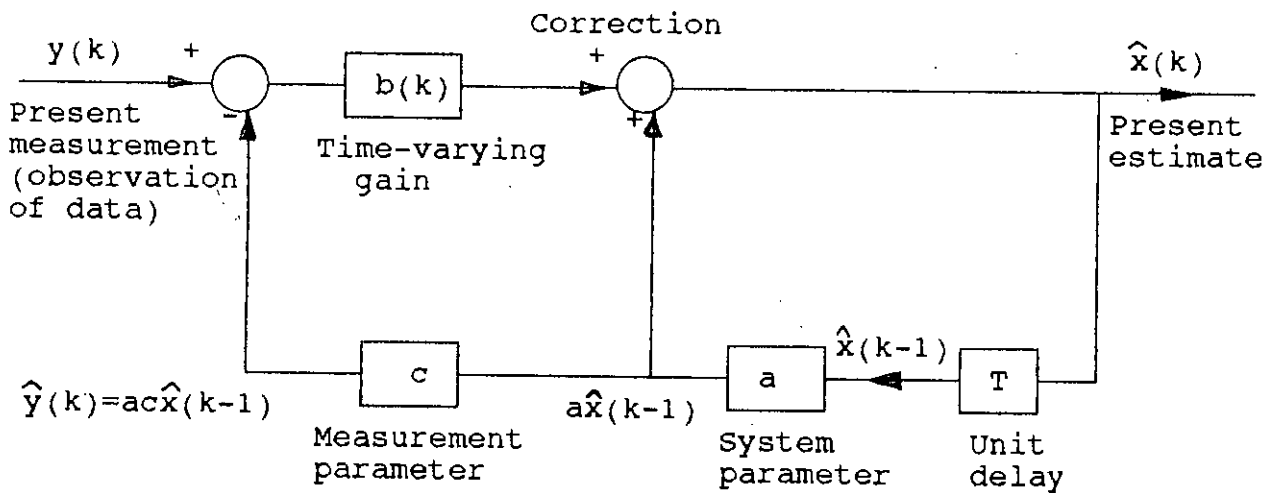 Correction
y(k)
+
+
x̂(k)
b(k)
-
+
Present
measurement
(observation
of data)
Time-varying
gain
Present
estimate
x̂(k-1)
c
a
T
ŷ(k)=acx̂(k-1)
ax̂(k-1)
Measurement
parameter
System
parameter
Unit
delay